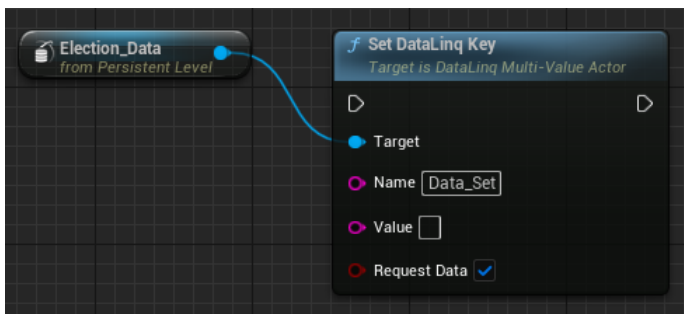 Election_Data
from Persistent Level
f Set DataLinq Key
Target is DataLinq Multi-Value Actor
Target
Name Data_Set
Value
Request Data